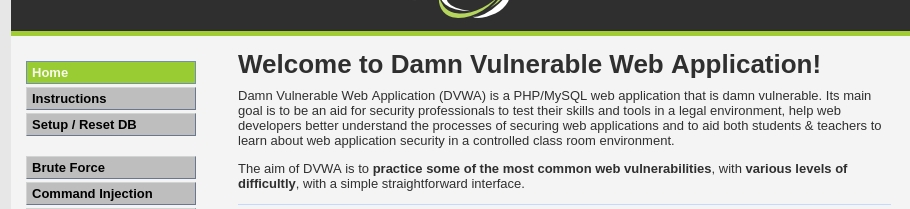 Welcome to Damn Vulnerable Web Application!
Home
Instructions
Setup / Reset DB
Brute Force
Command Injection
Damn Vulnerable Web Application (DVWA) is a PHP/MySQL web application that is damn vulnerable. Its main
goal is to be an aid for security professionals to test their skills and tools in a legal environment, help web
developers better understand the processes of securing web applications and to aid both students & teachers to
learn about web application security in a controlled class room environment.
The aim of DVWA is to practice some of the most common web vulnerabilities, with various levels of
difficultly, with a simple straightforward interface.